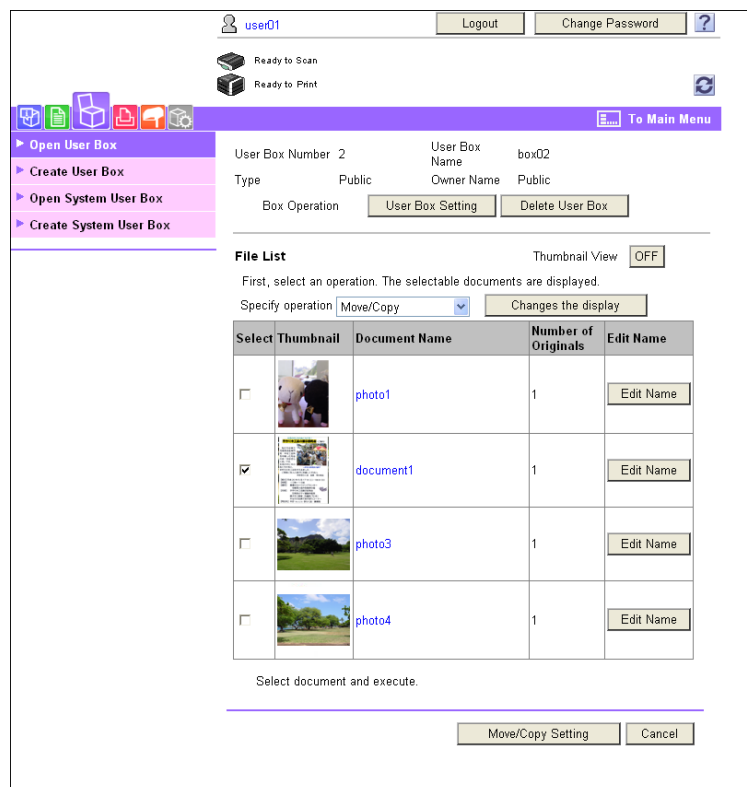 user01
Logout
Change Password
?
Ready to Scan
Ready to Print
To Main Menu
Open User Box
Create User Box
Open System User Box
Create System User Box
User Box Number 2
User Box Name box02
Type Public
Owner Name Public
Box Operation
User Box Setting
Delete User Box
File List
Thumbnail View OFF
First, select an operation. The selectable documents are displayed.
Specify operation Move/Copy
Changes the display
Select Thumbnail Document Name Number of Originals Edit Name
photo1 1 Edit Name
document1 1 Edit Name
photo3 1 Edit Name
photo4 1 Edit Name
Select document and execute.
Move/Copy Setting
Cancel